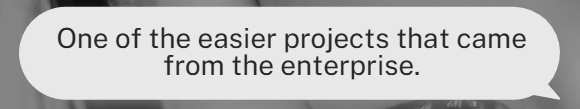 One of the easier projects that came
from the enterprise.